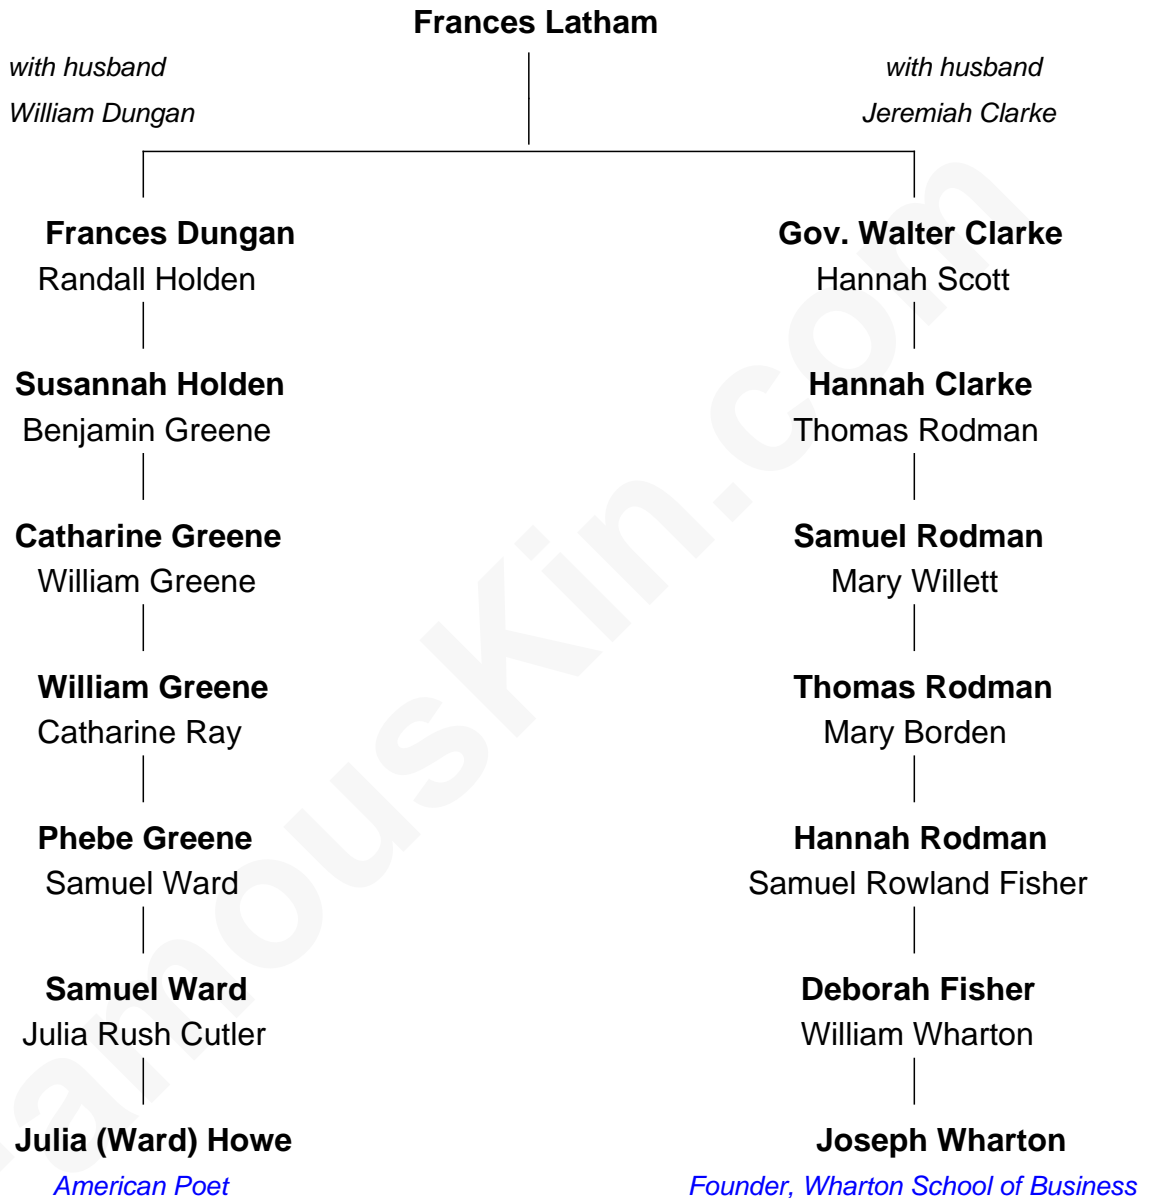 Frances Latham
with husband
William Dungan
with husband
Jeremiah Clarke
Frances Dungan
Randall Holden
Gov. Walter Clarke
Hannah Scott
Susannah Holden
Benjamin Greene
Hannah Clarke
Thomas Rodman
Catharine Greene
William Greene
Samuel Rodman
Mary Willett
William Greene
Catharine Ray
Thomas Rodman
Mary Borden
Phebe Greene
Samuel Ward
Hannah Rodman
Samuel Rowland Fisher
Samuel Ward
Julia Rush Cutler
Deborah Fisher
William Wharton
Julia (Ward) Howe
American Poet
Joseph Wharton
Founder, Wharton School of Business
FamousKin.com